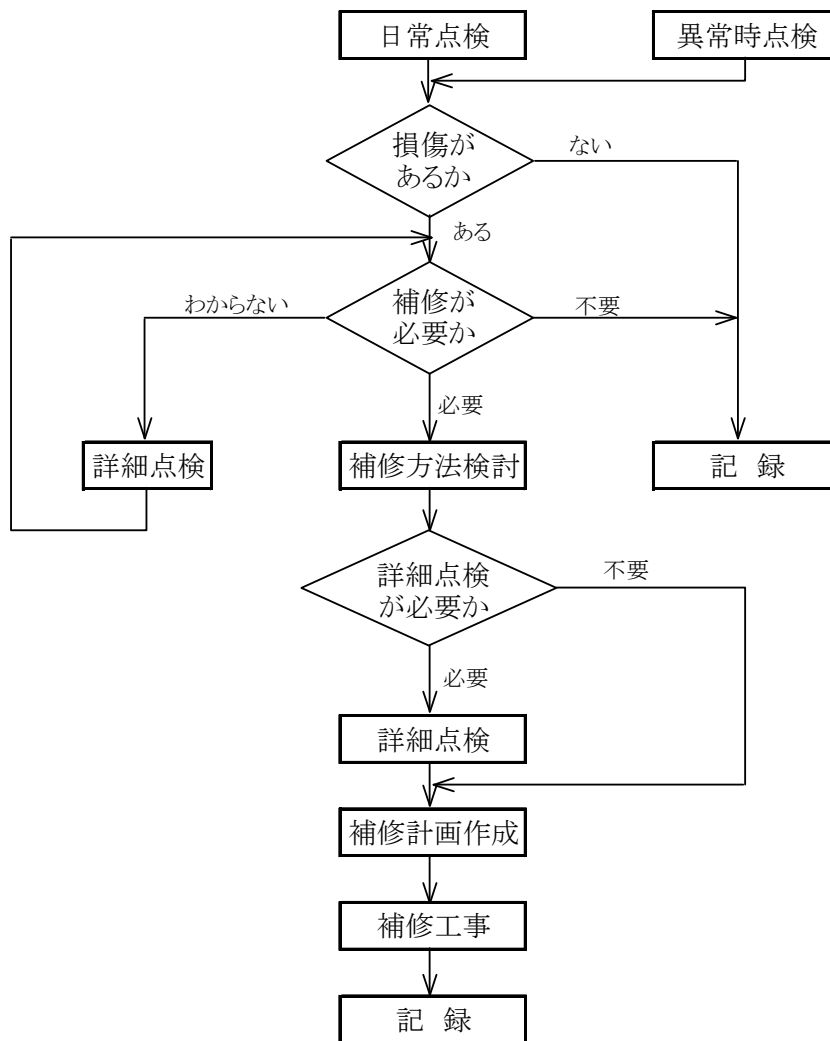 日常点検
異常時点検
損傷が
あるか
ない
ある
わからない
補修が
必要か
不要
必要
詳細点検
補修方法検討
記 録
詳細点検
が必要か
不要
必要
詳細点検
補修計画作成
補修工事
記 録